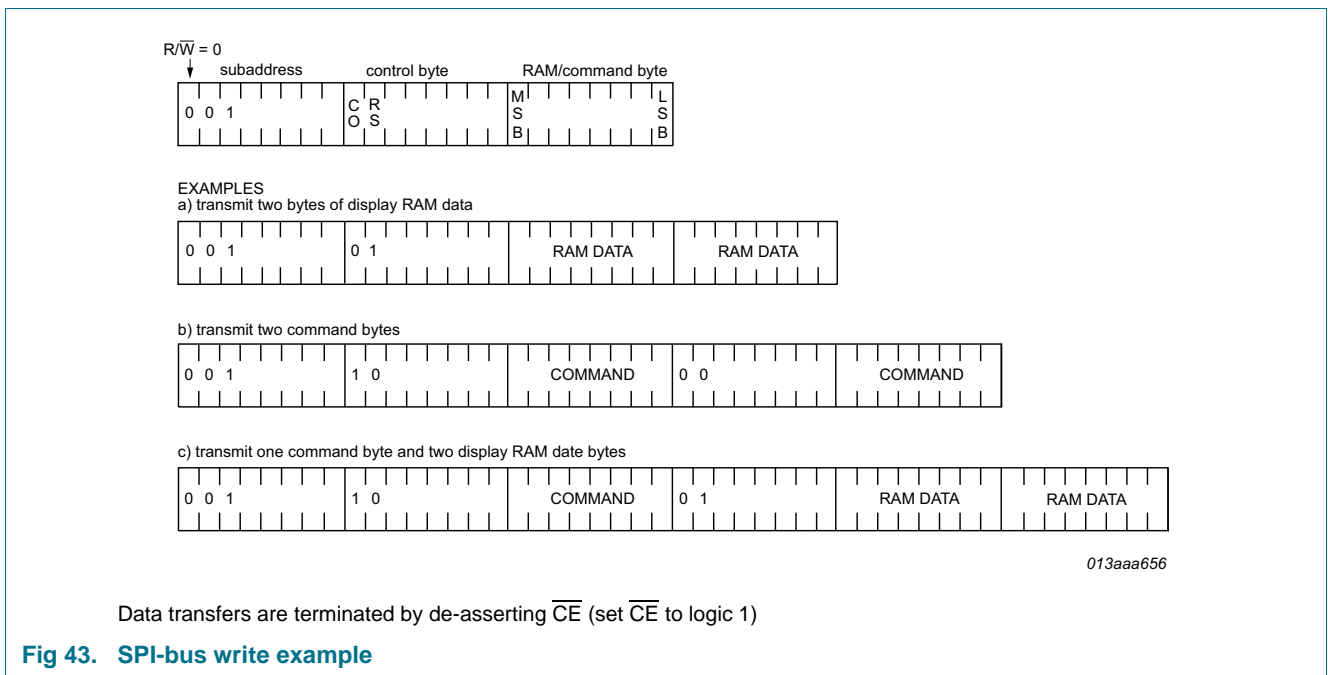 R/W̅ = 0
subaddress control byte RAM/command byte
0 0 1 CO RS MSB LSB
EXAMPLES
a) transmit two bytes of display RAM data
0 0 1 0 1 RAM DATA RAM DATA
b) transmit two command bytes
0 0 1 1 0 COMMAND 0 0 COMMAND
c) transmit one command byte and two display RAM date bytes
0 0 1 1 0 COMMAND 0 1 RAM DATA RAM DATA
013aaa656
Data transfers are terminated by de-asserting C̅E̅ (set C̅E̅ to logic 1)
Fig 43. SPI-bus write example